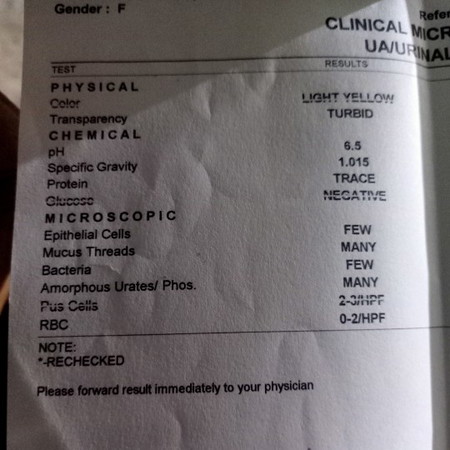 Gender : F
Refer
CLINICAL MICR
UA/URINAL
TEST RESULTS
PHYSICAL
Color LIGHT YELLOW
Transparency TURBID
CHEMICAL
pH 6.5
Specific Gravity 1.015
Protein TRACE
Glucose NEGATIVE
MICROSCOPIC
Epithelial Cells FEW
Mucus Threads MANY
Bacteria FEW
Amorphous Urates/ Phos. MANY
Pus Cells 2-3/HPF
RBC 0-2/HPF
NOTE:
*-RECHECKED
Please forward result immediately to your physician